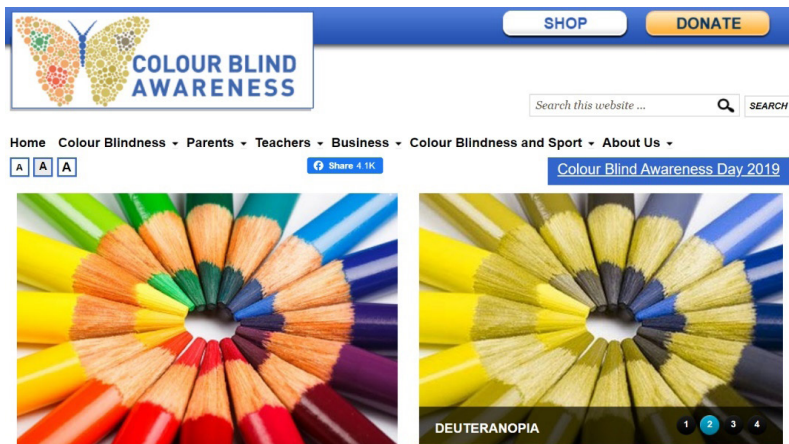 SHOP
DONATE
COLOUR BLIND
AWARENESS
Search this website ...
SEARCH
Home Colour Blindness Parents Teachers Business Colour Blindness and Sport About Us
A A A
Share 4.1K
Colour Blind Awareness Day 2019
DEUTERANOPIA
1 2 3 4